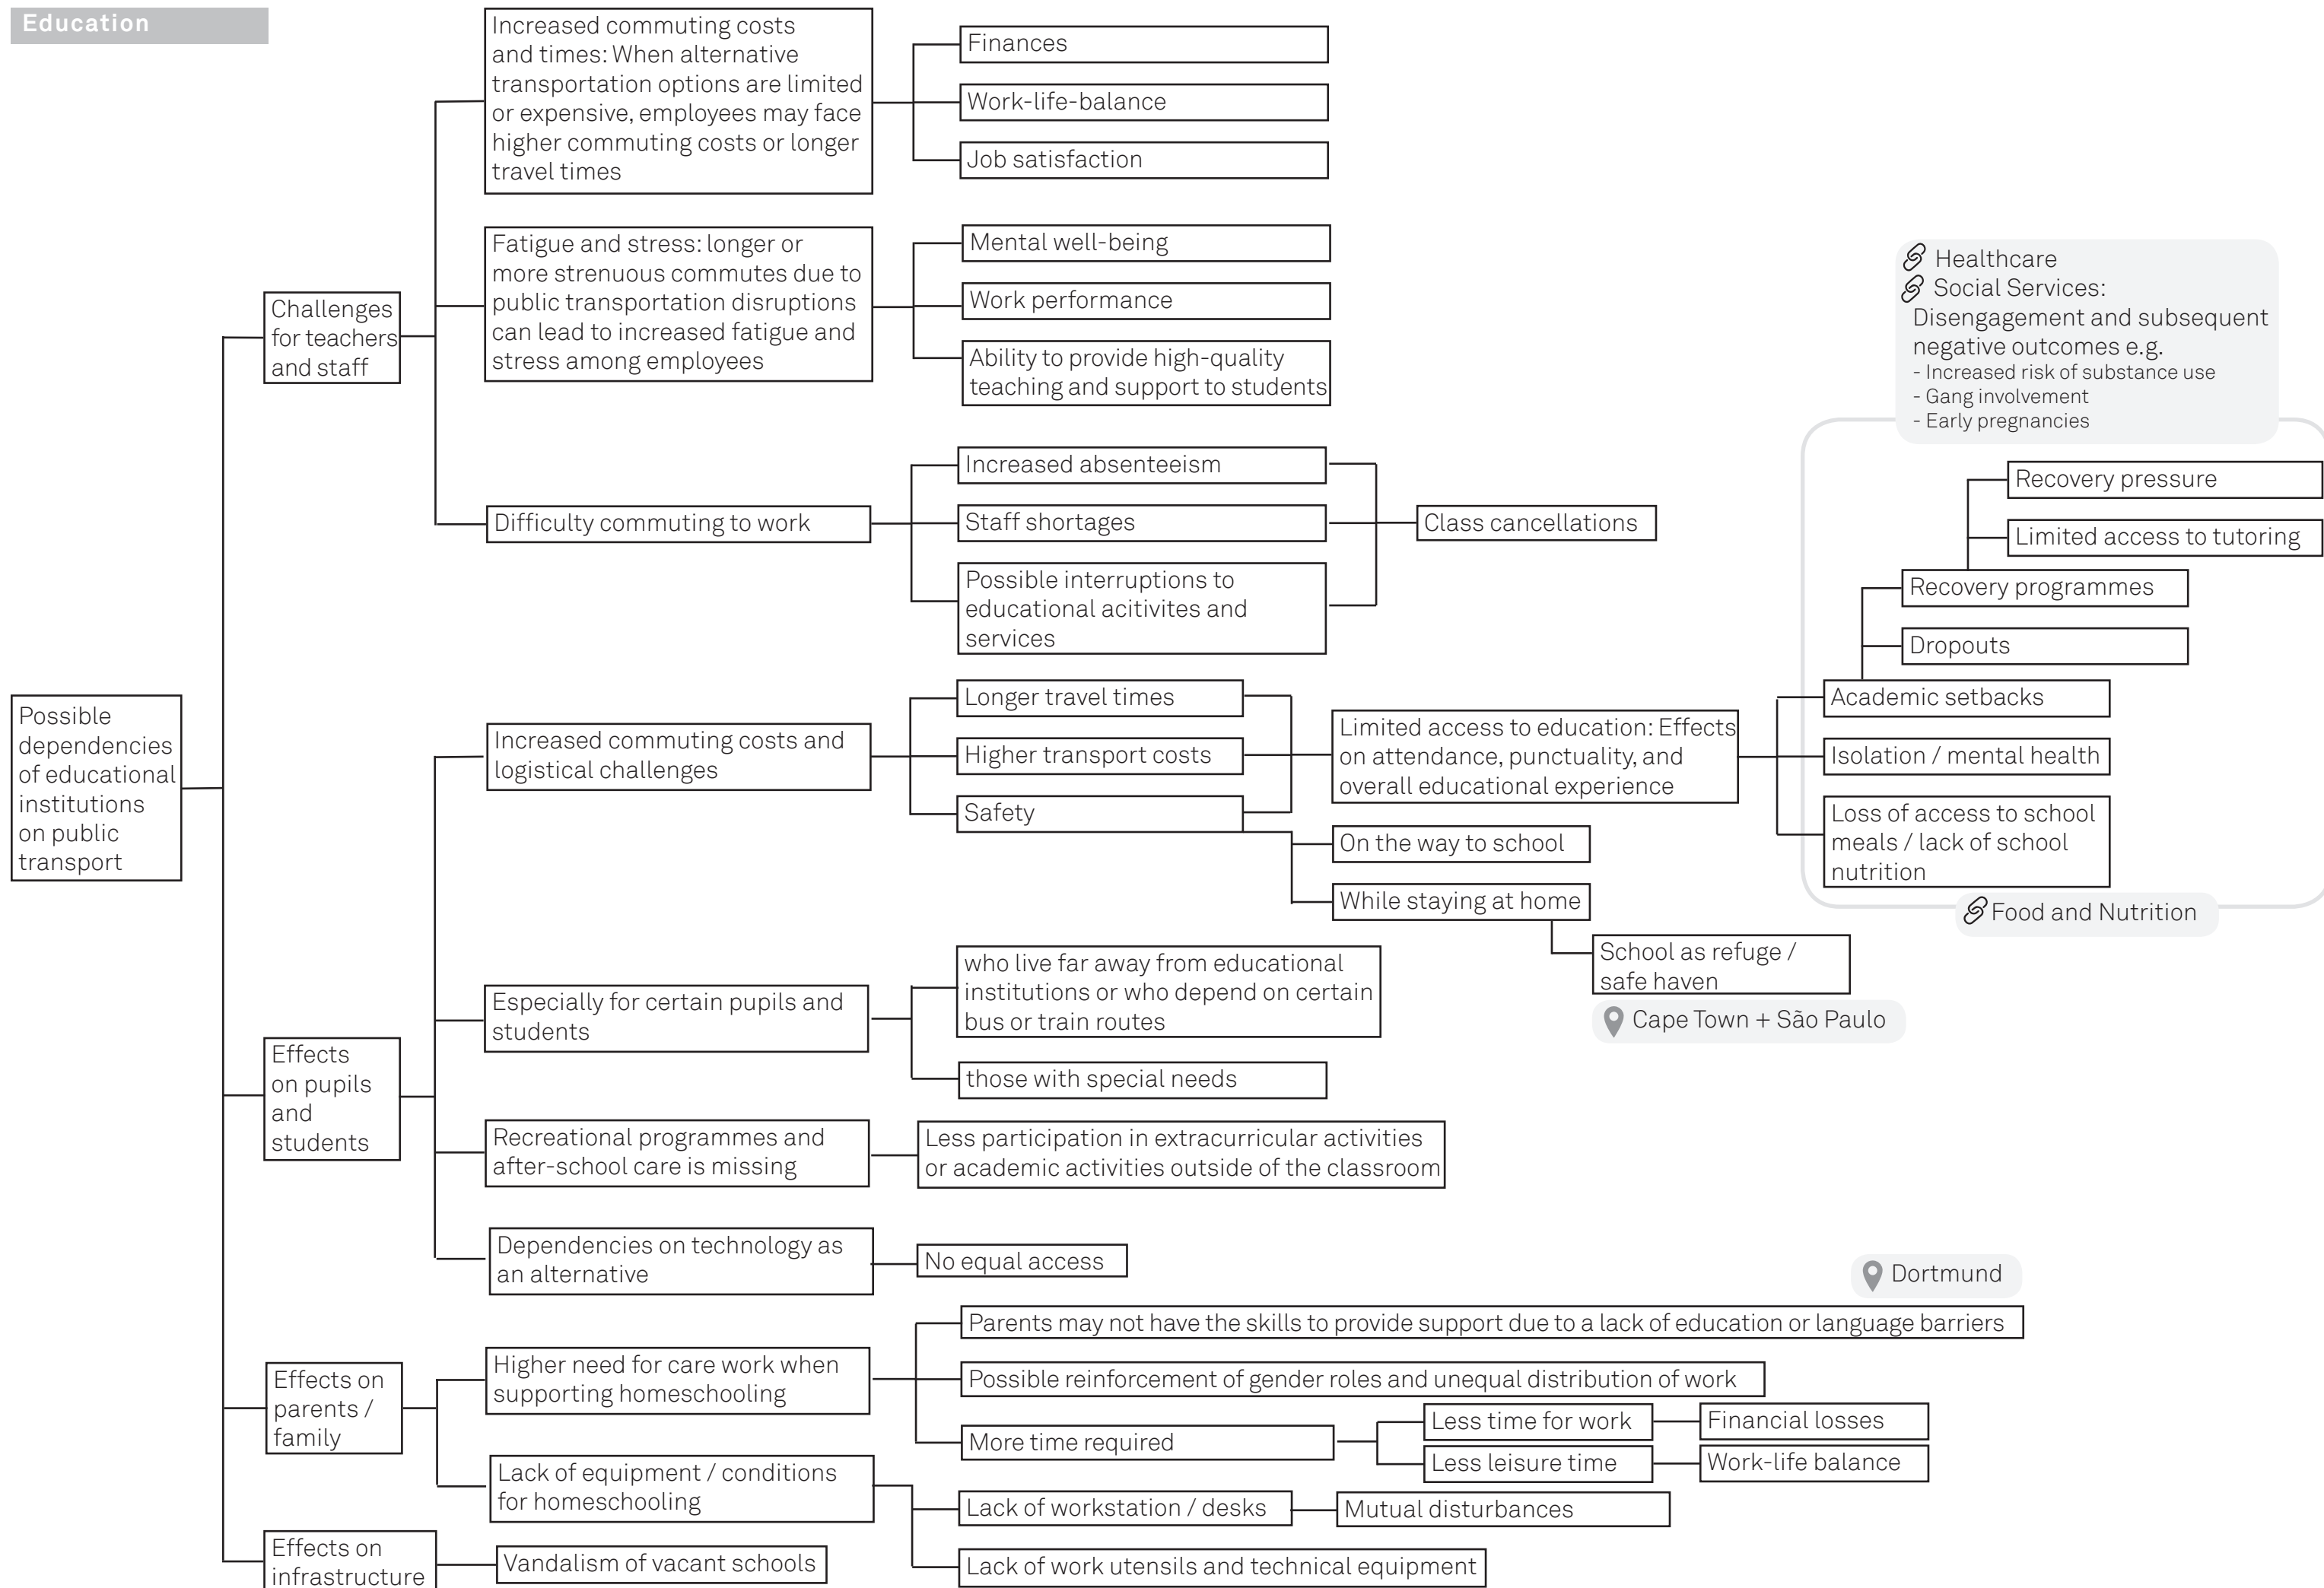 Education
Possible
dependencies
of educational
institutions
on public
transport
Challenges
for teachers
and staff
Increased commuting costs
and times: When alternative
transportation options are limited
or expensive, employees may face
higher commuting costs or longer
travel times
Finances
Work-life-balance
Job satisfaction
Fatigue and stress: longer or
more strenuous commutes due to
public transportation disruptions
can lead to increased fatigue and
stress among employees
Mental well-being
Work performance
Ability to provide high-quality
teaching and support to students
Difficulty commuting to work
Increased absenteeism
Staff shortages
Possible interruptions to
educational acitivites and
services
Class cancellations
Effects
on pupils
and
students
Increased commuting costs and
logistical challenges
Longer travel times
Higher transport costs
Safety
Limited access to education: Effects
on attendance, punctuality, and
overall educational experience
On the way to school
While staying at home
School as refuge /
safe haven
Cape Town + São Paulo
Healthcare
Social Services:
Disengagement and subsequent
negative outcomes e.g.
- Increased risk of substance use
- Gang involvement
- Early pregnancies
Recovery pressure
Limited access to tutoring
Recovery programmes
Dropouts
Academic setbacks
Isolation / mental health
Loss of access to school
meals / lack of school
nutrition
Food and Nutrition
Especially for certain pupils and
students
who live far away from educational
institutions or who depend on certain
bus or train routes
those with special needs
Recreational programmes and
after-school care is missing
Less participation in extracurricular activities
or academic activities outside of the classroom
Dependencies on technology as
an alternative
No equal access
Dortmund
Effects on
parents /
family
Higher need for care work when
supporting homeschooling
Parents may not have the skills to provide support due to a lack of education or language barriers
Possible reinforcement of gender roles and unequal distribution of work
More time required
Less time for work
Financial losses
Less leisure time
Work-life balance
Lack of equipment / conditions
for homeschooling
Lack of workstation / desks
Mutual disturbances
Lack of work utensils and technical equipment
Effects on
infrastructure
Vandalism of vacant schools